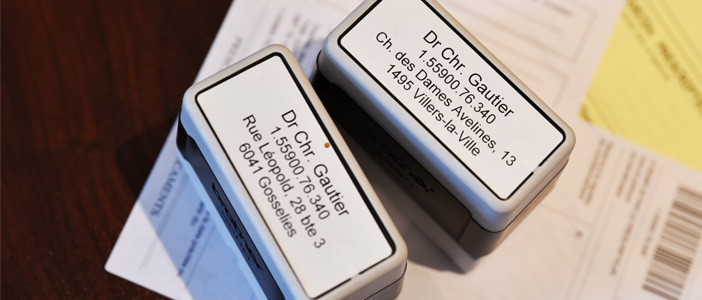 Dr Chr. Gautier
1.55900.76.340
Rue Léopold, 28 bte 3
6041 Gosselies
Dr Chr. Gautier
1.55900.76.340
Ch. des Dames Avelines, 13
1495 Villers-la-Ville